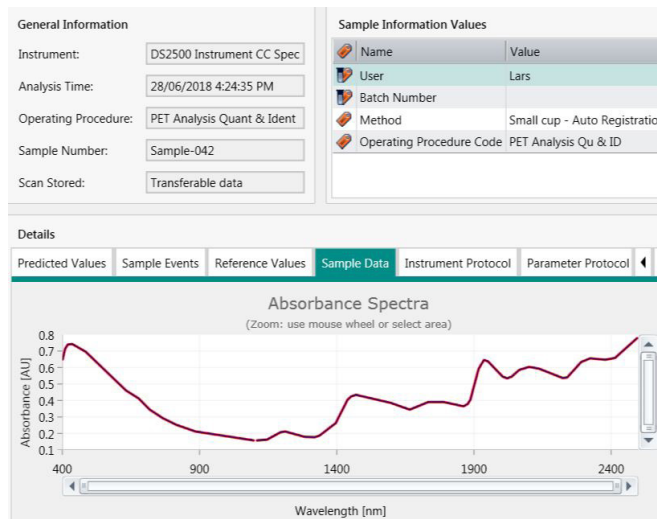 General Information
Instrument: DS2500 Instrument CC Spec
Analysis Time: 28/06/2018 4:24:35 PM
Operating Procedure: PET Analysis Quant & Ident
Sample Number: Sample-042
Scan Stored: Transferable data
Sample Information Values
Name Value
User Lars
Batch Number
Method Small cup - Auto Registratio
Operating Procedure Code PET Analysis Qu & ID
Details
Predicted Values Sample Events Reference Values Sample Data Instrument Protocol Parameter Protocol
Absorbance Spectra
(Zoom: use mouse wheel or select area)
Absorbance [AU]
0.8
0.7
0.6
0.5
0.4
0.3
0.2
0.1
400 900 1400 1900 2400
Wavelength [nm]